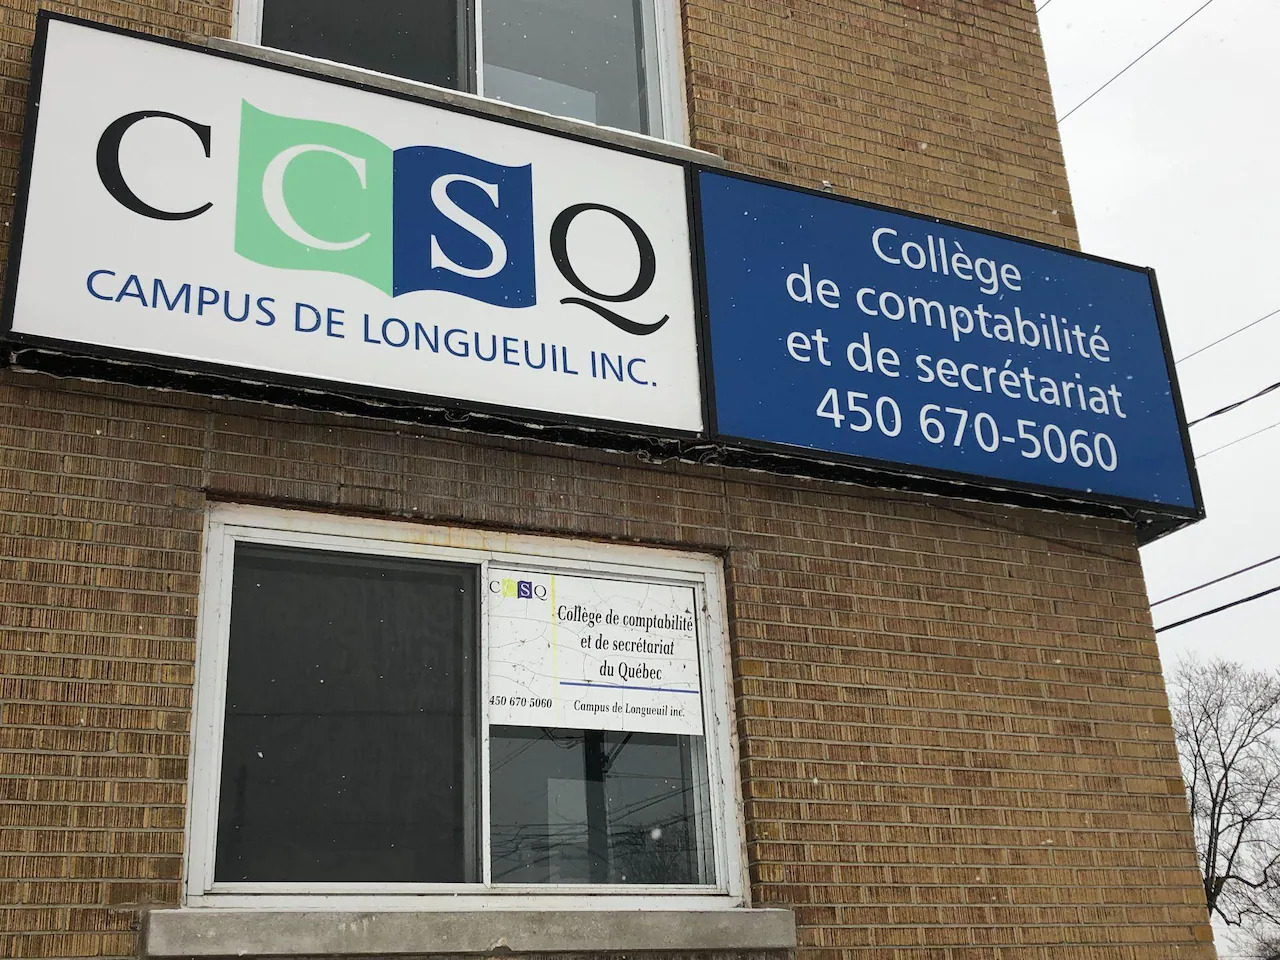 CCSQ
CAMPUS DE LONGUEUIL INC.
Collège
de comptabilité
et de secrétariat
450 670-5060
CCSQ
Collège de comptabilité
et de secrétariat
du Québec
450 670 5060
Campus de Longueuil inc.